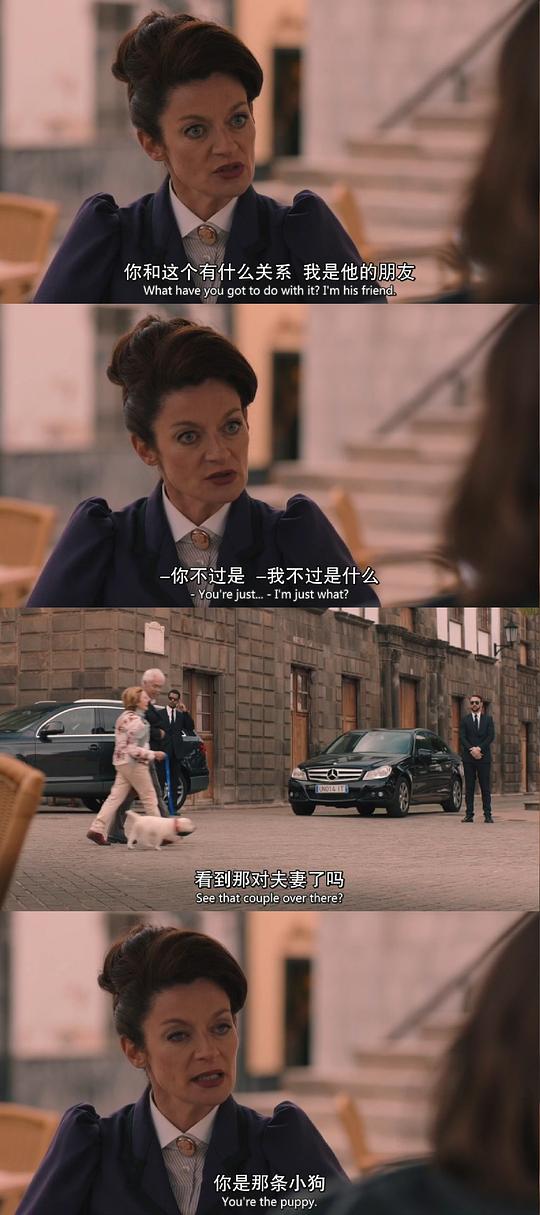 你和这个有什么关系 我是他的朋友
What have you got to do with it? I'm his friend.
–你不过是 –我不过是什么
- You're just... - I'm just what?
看到那对夫妻了吗
See that couple over there?
你是那条小狗
You're the puppy.